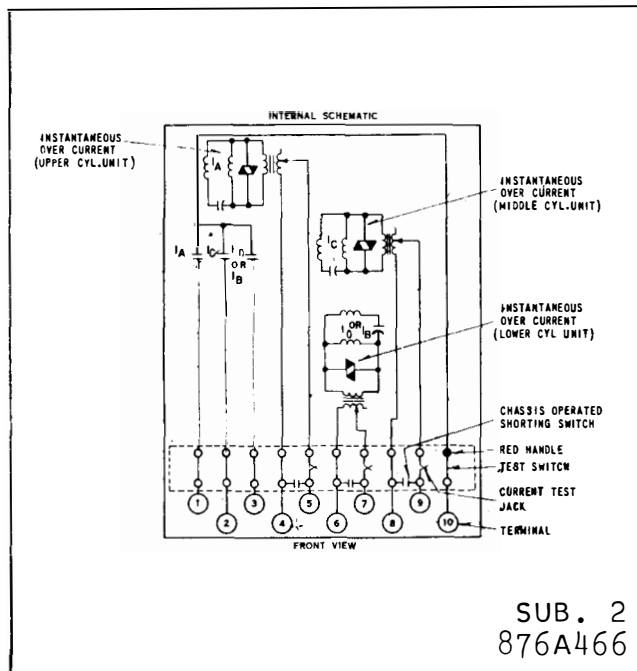 INTERNAL SCHEMATIC
INSTANTANEOUS
OVER CURRENT
(UPPER CYL.UNIT)
IA
INSTANTANEOUS
OVER CURRENT
(MIDDLE CYL.UNIT)
IC
IA
IC
ID
OR
IB
ID OR IB
INSTANTANEOUS
OVER CURRENT
(LOWER CYL UNIT)
CHASSIS OPERATED
SHORTING SWITCH
RED HANDLE
TEST SWITCH
CURRENT TEST
JACK
TERMINAL
1 2 3 4 5 6 7 8 9 10
FRONT VIEW
SUB. 2
876A466